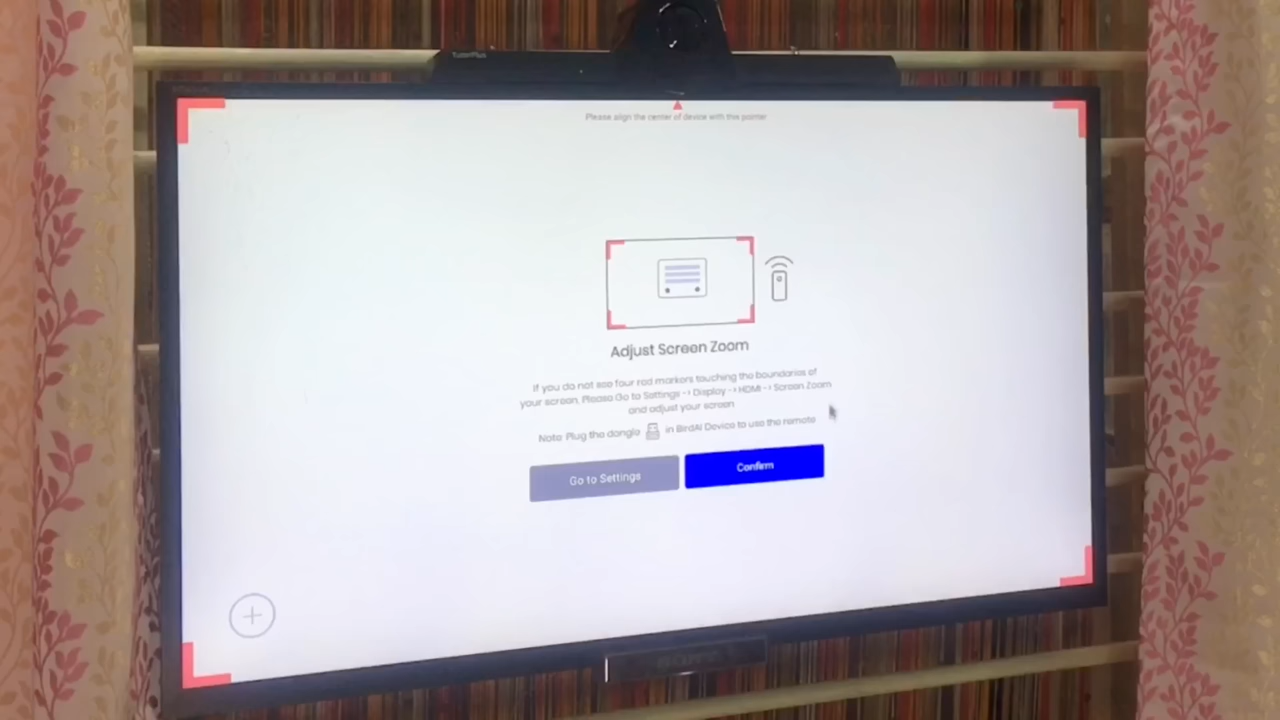 TutorPlus
Please align the center of device with this pointer
Adjust Screen Zoom
If you do not see four red markers touching the boundaries of
your screen. Please Go to Settings -> Display -> HDMI -> Screen Zoom
and adjust your screen
Note: Plug the dongle in BirdAI Device to use the remote
Go to Settings
Confirm
SONY